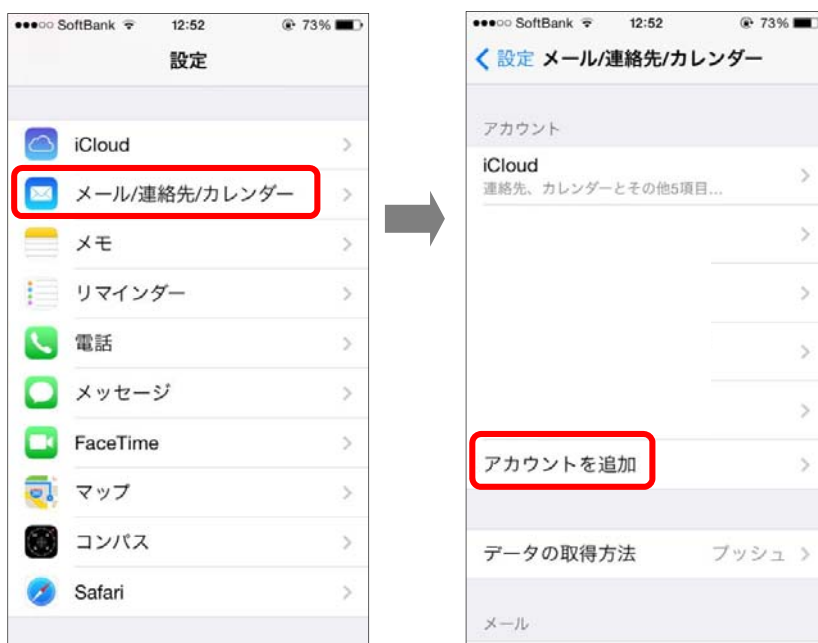 SoftBank 12:52 73%
設定
iCloud
メール/連絡先/カレンダー
メモ
リマインダー
電話
メッセージ
FaceTime
マップ
コンパス
Safari
SoftBank 12:52 73%
設定 メール/連絡先/カレンダー
アカウント
iCloud
連絡先、カレンダーとその他5項目...
アカウントを追加
データの取得方法 プッシュ
メール